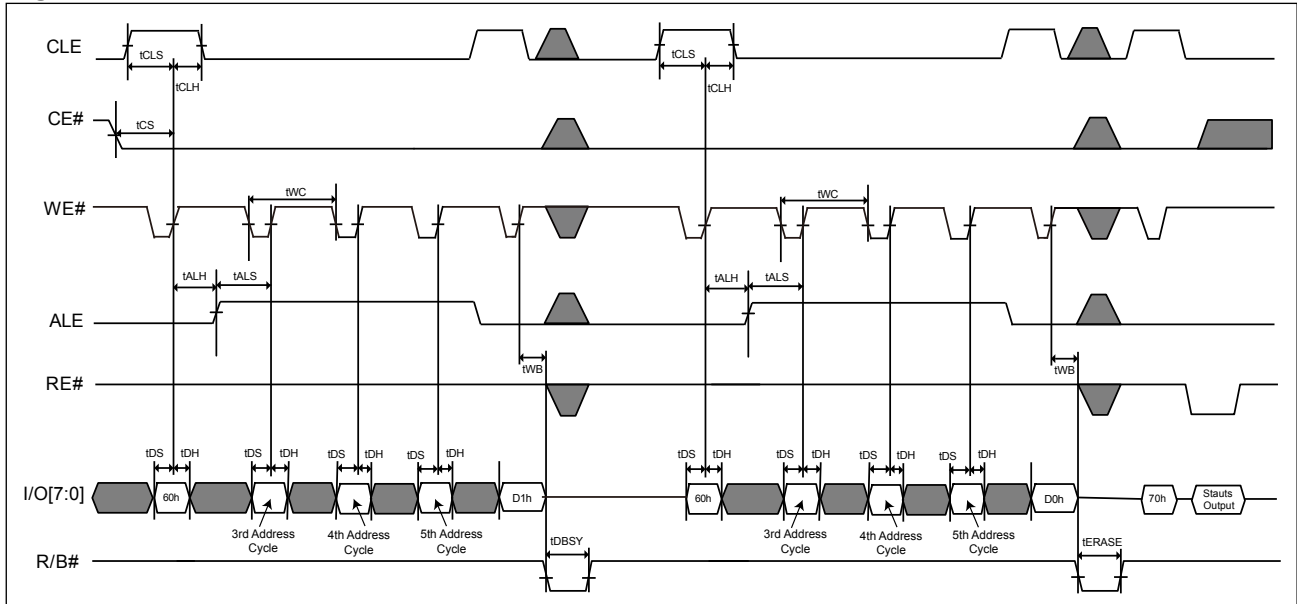 CLE
tCLS
tCLH
tCLS
tCLH
CE#
tCS
WE#
tWC
tWC
tALH
tALS
tALH
tALS
ALE
tWB
tWB
RE#
tDS
tDH
tDS
tDH
tDS
tDH
tDS
tDH
tDS
tDH
tDS
tDH
tDS
tDH
tDS
tDH
I/O[7:0]
60h
D1h
60h
D0h
70h
Stauts
Output
3rd Address
Cycle
4th Address
Cycle
5th Address
Cycle
3rd Address
Cycle
4th Address
Cycle
5th Address
Cycle
R/B#
tDBSY
tERASE